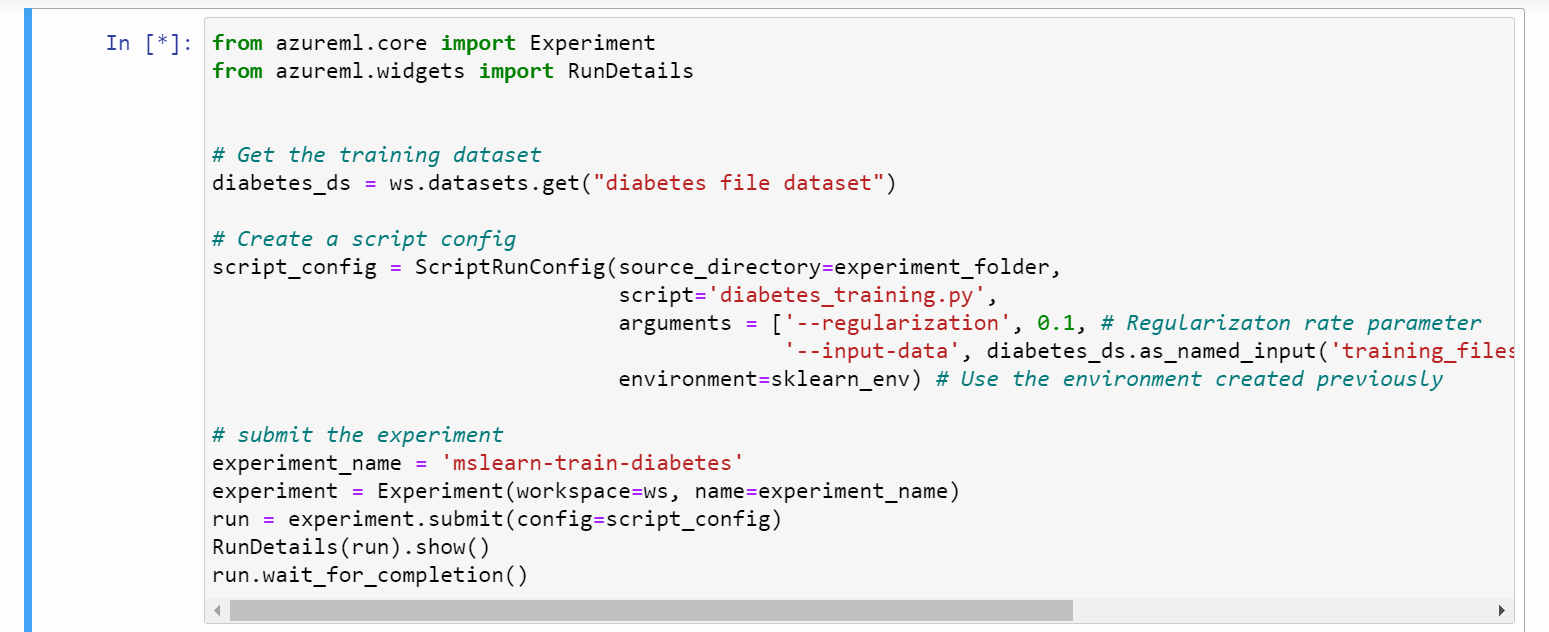 In [*]:
from azureml.core import Experiment
from azureml.widgets import RunDetails
# Get the training dataset
diabetes_ds = ws.datasets.get("diabetes file dataset")
# Create a script config
script_config = ScriptRunConfig(source_directory=experiment_folder,
script='diabetes_training.py',
arguments = ['--regularization', 0.1, # Regularizaton rate parameter
'--input-data', diabetes_ds.as_named_input('training_files
environment=sklearn_env) # Use the environment created previously
# submit the experiment
experiment_name = 'mslearn-train-diabetes'
experiment = Experiment(workspace=ws, name=experiment_name)
run = experiment.submit(config=script_config)
RunDetails(run).show()
run.wait_for_completion()